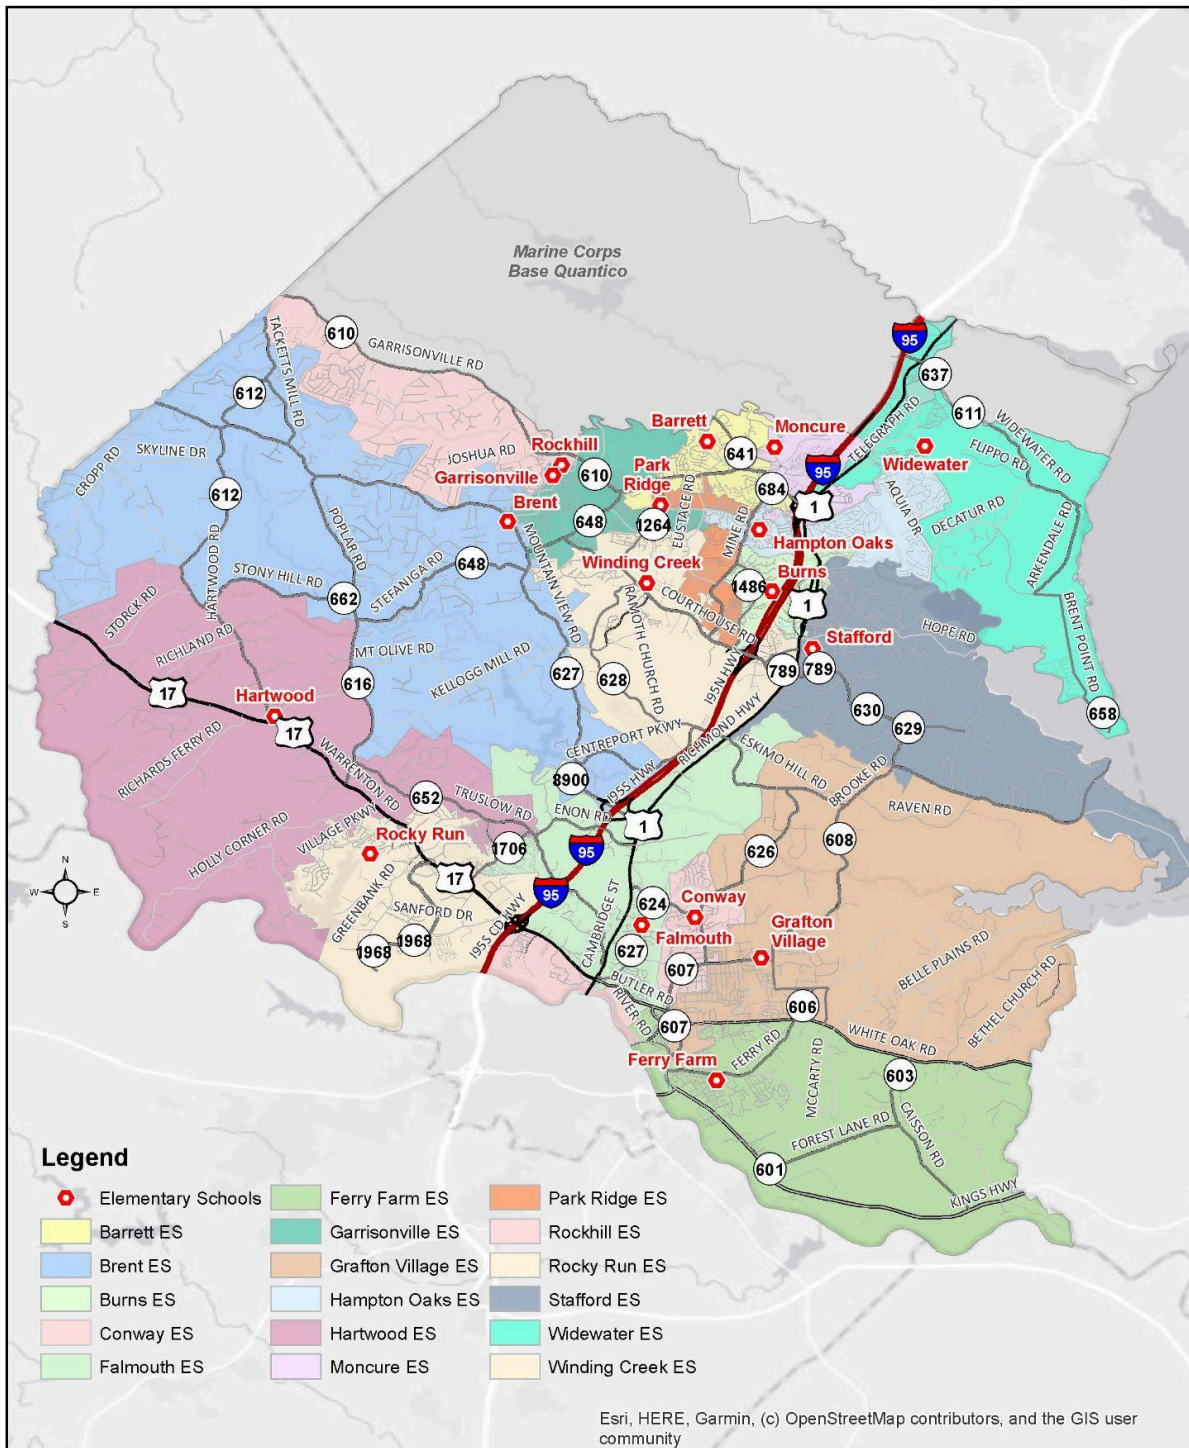 Marine Corps
Base Quantico
95
610
GARRISONVILLE RD
TACKETTS MILL RD
637
612
611
WIDEWATER RD
TELEGRAPH RD
Barrett
Moncure
FLIPPO RD
SKYLINE DR
JOSHUA RD
Rockhill
641
Widewater
CROPP RD
Garrisonville
610
Park
Ridge
95
684
612
Brent
648
1264
EUSTACE RD
MINE RD
1
AQUIA DR
DECATUR RD
ARKENDALE RD
HARTWOOD RD
POPLAR RD
MOUNTAIN VIEW RD
Hampton Oaks
STONY HILL RD
STEFANIGA RD
648
Winding Creek
1486
Burns
STORCK RD
662
RAMOTH CHURCH RD
COURTHOUSE RD
1
BRENT POINT RD
HOPE RD
RICHLAND RD
MT OLIVE RD
Stafford
KELLOGG MILL RD
627
628
I95N HWY
789
789
17
616
658
Hartwood
17
RICHMOND HWY
630
629
RICHARDS FERRY RD
WARRENTON RD
CENTREPORT PKWY
ESKIMO HILL RD
BROOKE RD
8900
I95S HWY
652
TRUSLOW RD
ENON RD
RAVEN RD
HOLLY CORNER RD
VILLAGE PKWY
Rocky Run
1706
1
95
626
608
GREENBANK RD
17
95
SANFORD DR
CAMBRIDGE ST
624
Conway
1968
1968
I95S CD HWY
Falmouth
Grafton
Village
627
607
BELLE PLAINS RD
BETHEL CHURCH RD
BUTLER RD
RIVER RD
606
607
WHITE OAK RD
Ferry Farm
FERRY RD
MCCARTY RD
603
FOREST LANE RD
CAISSON RD
601
KINGS HWY
N
W
E
S
Legend
Elementary Schools
Barrett ES
Brent ES
Burns ES
Conway ES
Falmouth ES
Ferry Farm ES
Garrisonville ES
Grafton Village ES
Hampton Oaks ES
Hartwood ES
Moncure ES
Park Ridge ES
Rockhill ES
Rocky Run ES
Stafford ES
Widewater ES
Winding Creek ES
Esri, HERE, Garmin, (c) OpenStreetMap contributors, and the GIS user
community